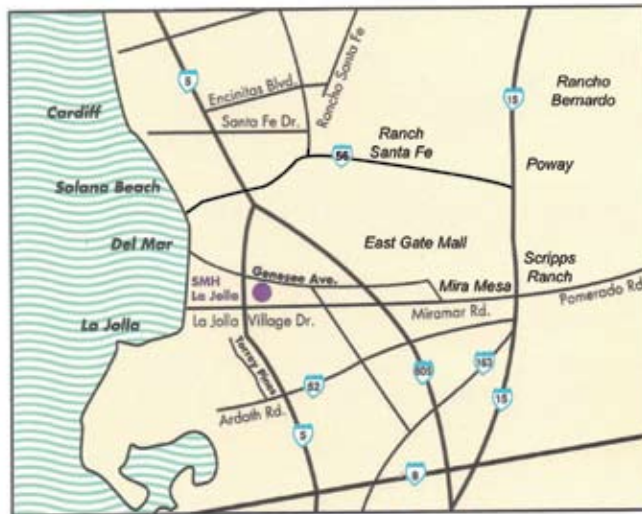 Rancho Santa Fe
5
Encinitas Blvd.
15
Rancho
Bernardo
Cardiff
Santa Fe Dr.
Ranch
Santa Fe
56
Poway
Solana Beach
Del Mar
East Gate Mall
Scripps
Ranch
SMH
La Jolla
Genesee Ave.
Mira Mesa
Pomerado Rd.
La Jolla
La Jolla Village Dr.
Miramar Rd.
Torrey Pines
52
805
163
15
Ardath Rd.
5
8